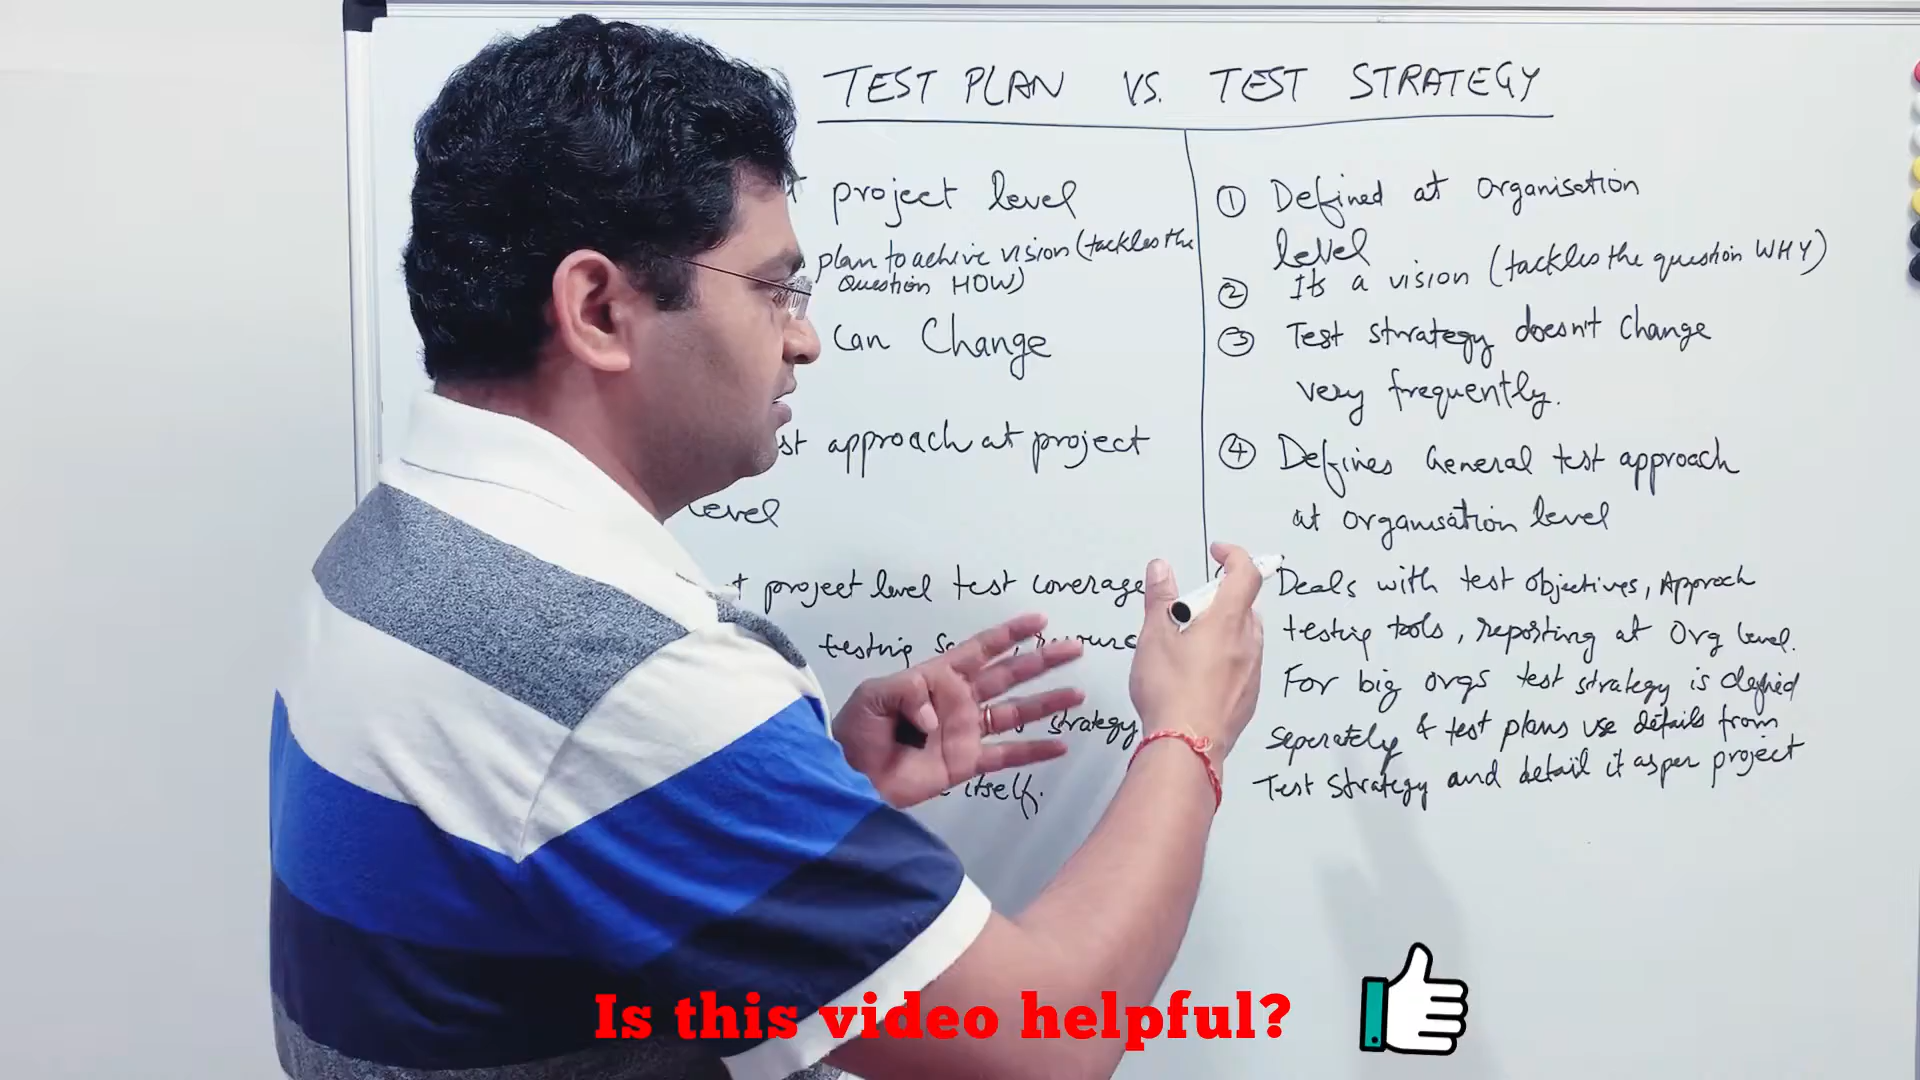 TEST PLAN VS. TEST STRATEGY
project level
plan to achive vision (tackles the
Question HOW)
Can Change
approach at project
level
project level test coverage
testing
strategy
itself.
① Defined at Organisation
level
② Its a vision (tackles the question WHY)
③ Test strategy doesn't Change
very frequently.
④ Defines General test approach
at organisation level
Deals with test objectives, Approach
testing tools, reporting at Org level.
For big orgs test strategy is defined
seperately & test plans use details from
Test Strategy and detail it as per project
Is this video helpful?